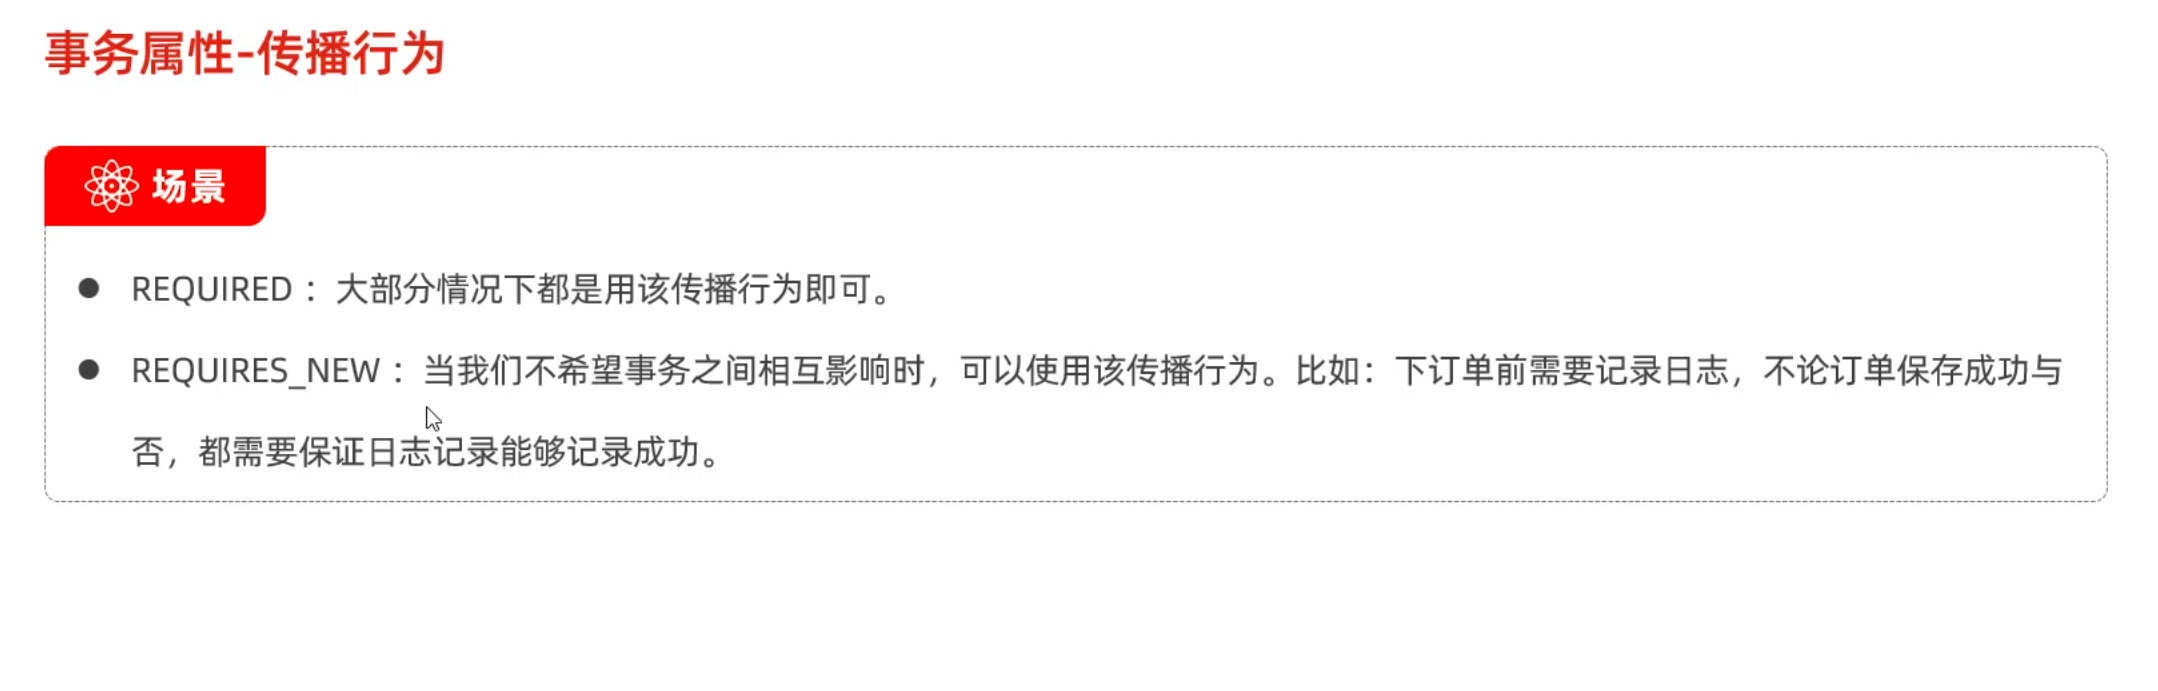 事务属性-传播行为
场景
REQUIRED：大部分情况下都是用该传播行为即可。
REQUIRES_NEW：当我们不希望事务之间相互影响时，可以使用该传播行为。比如：下订单前需要记录日志，不论订单保存成功与
否，都需要保证日志记录能够记录成功。